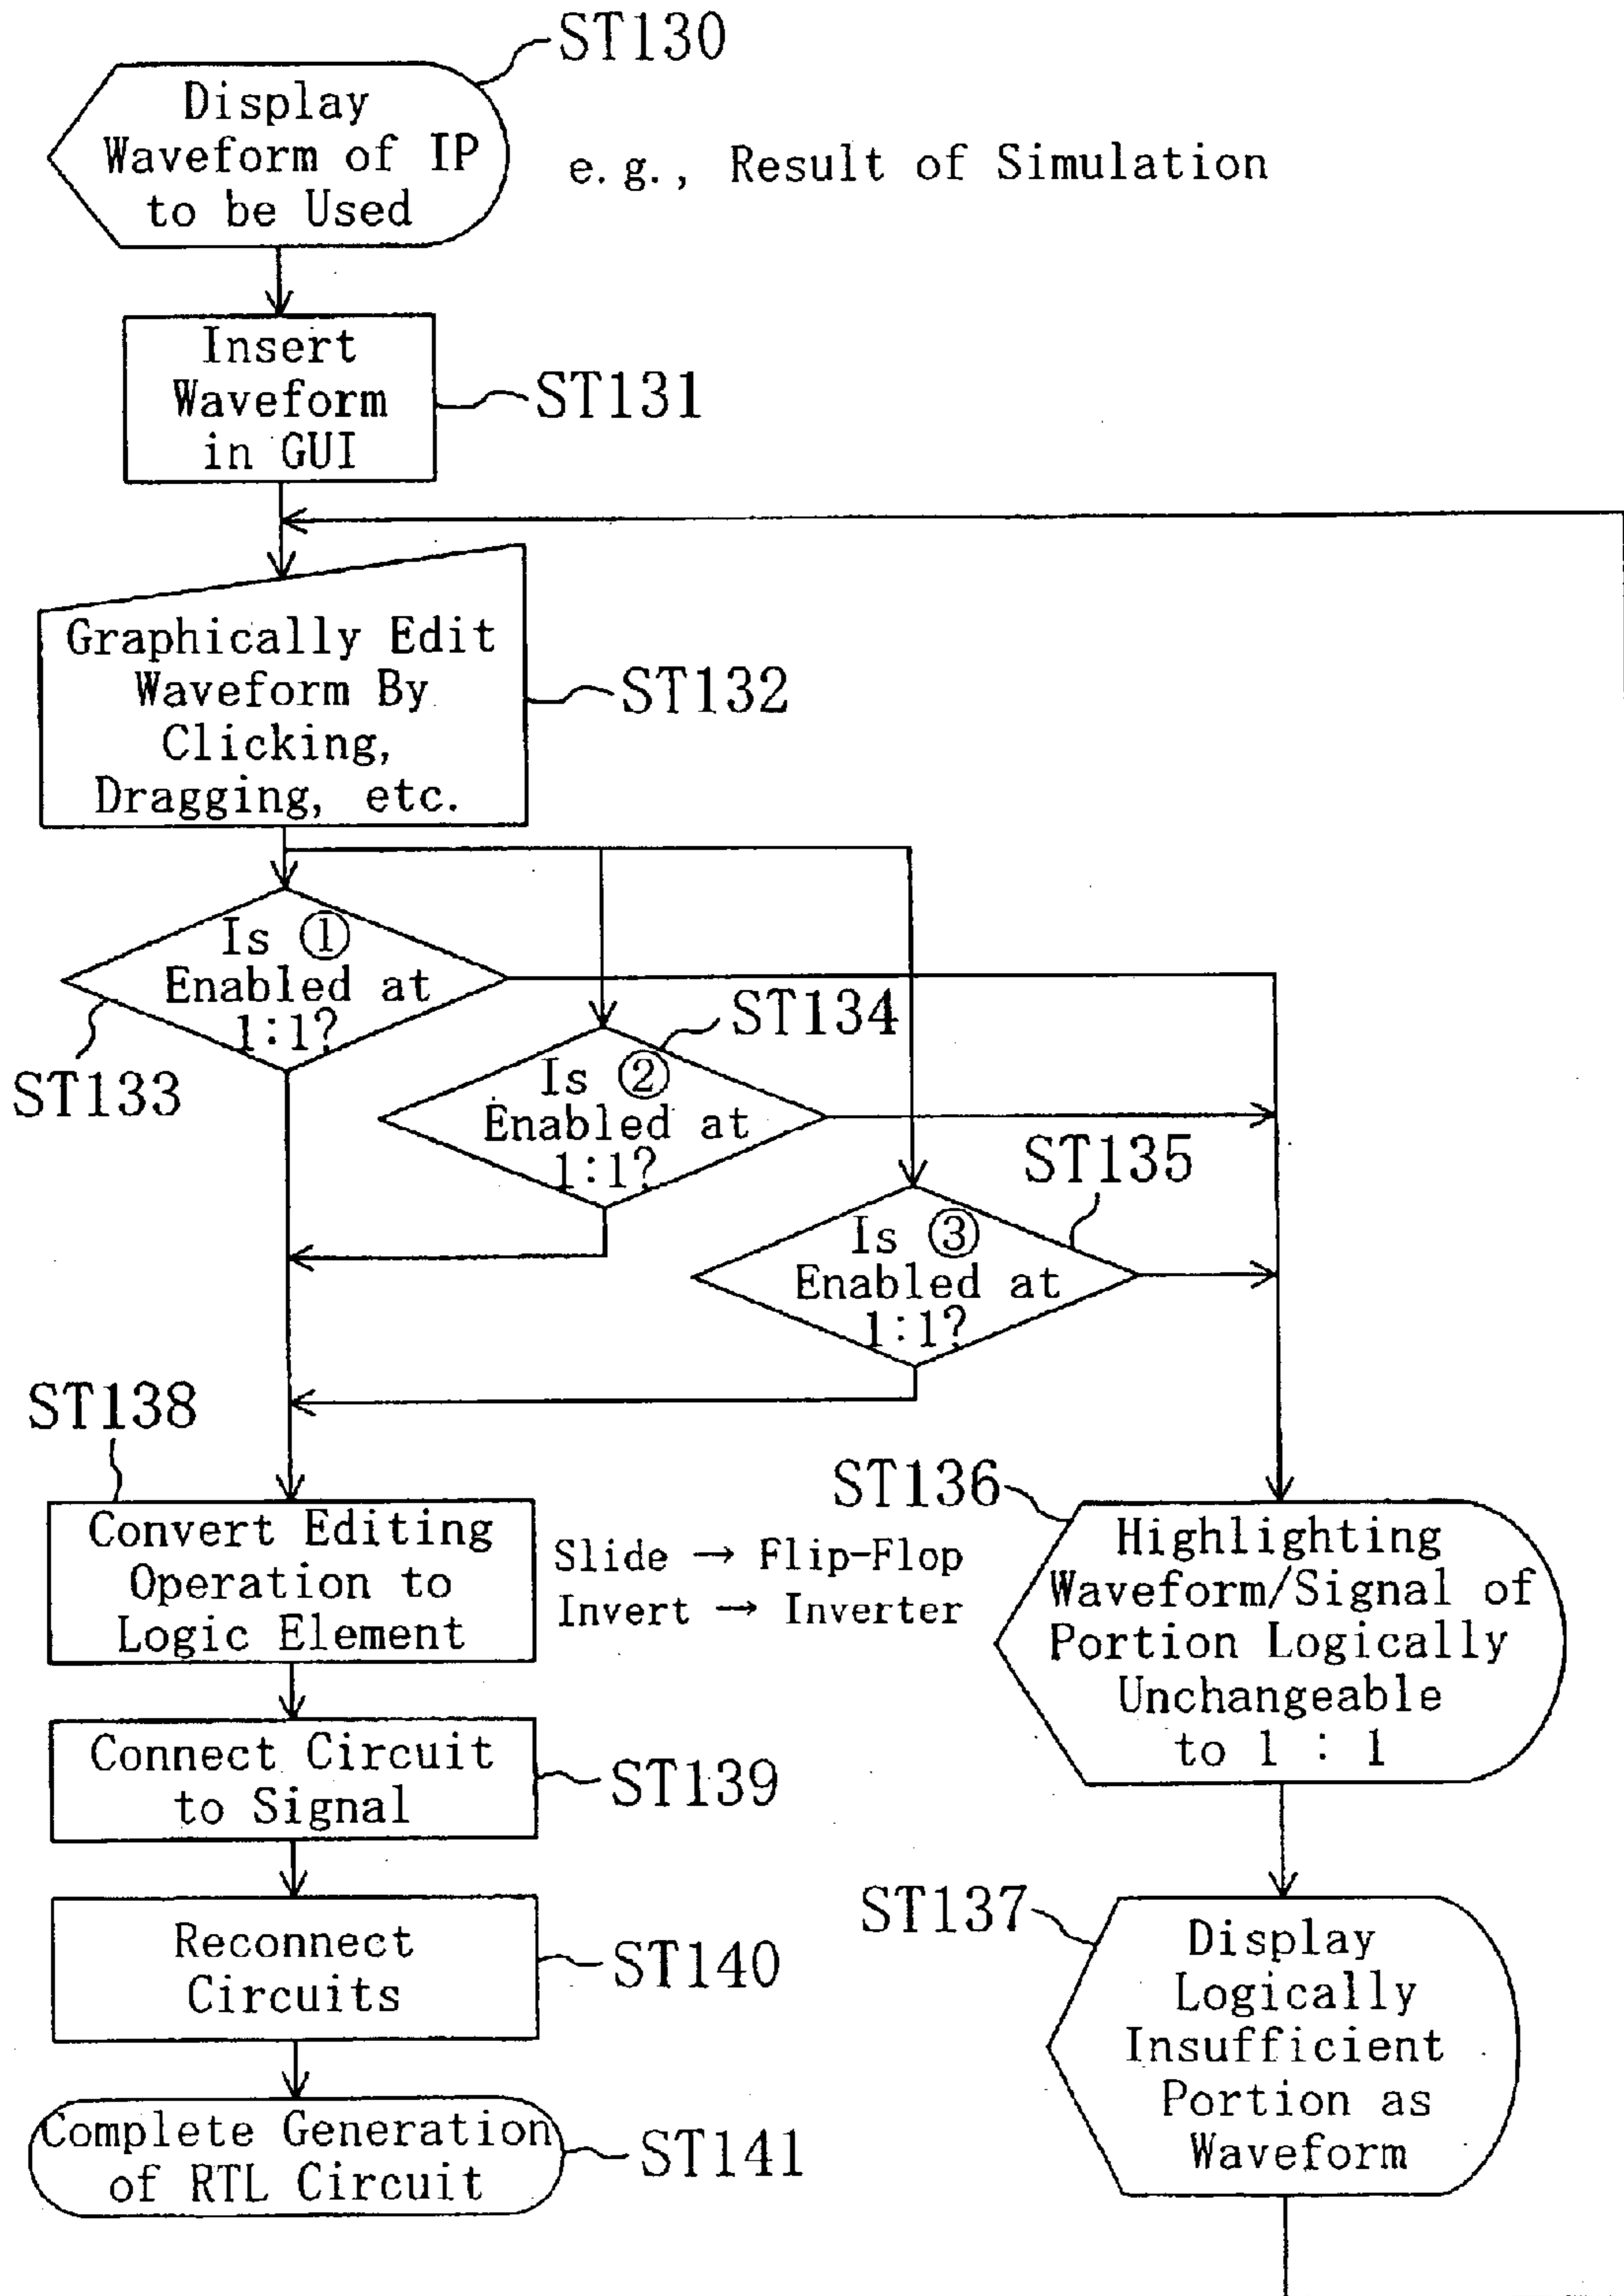 ST130
Display
Waveform of IP
to be Used
e.g., Result of Simulation
Insert
Waveform
in GUI
ST131
Graphically Edit
Waveform By
Clicking,
Dragging, etc.
ST132
Is ①
Enabled at
1:1?
ST133
ST134
Is ②
Enabled at
1:1?
ST135
Is ③
Enabled at
1:1?
ST138
Convert Editing
Operation to
Logic Element
Slide → Flip-Flop
Invert → Inverter
ST136
Highlighting
Waveform/Signal of
Portion Logically
Unchangeable
to 1 : 1
Connect Circuit
to Signal
ST139
Reconnect
Circuits
ST140
ST137
Display
Logically
Insufficient
Portion as
Waveform
Complete Generation
of RTL Circuit
ST141